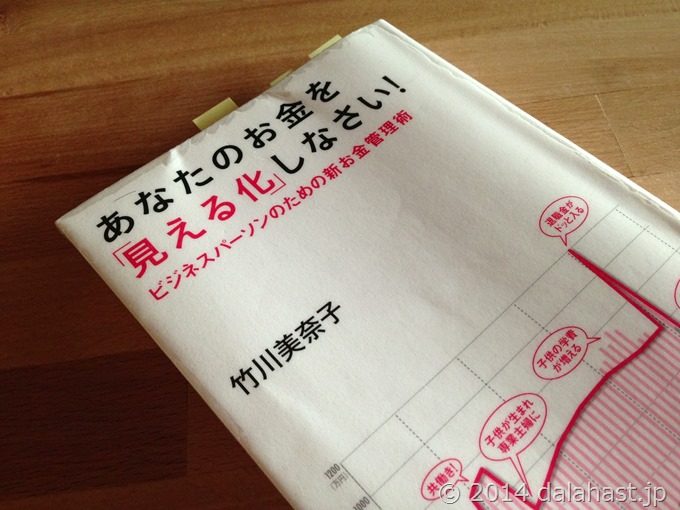 あなたのお金を
「見える化」しなさい！
ビジネスパーソンのための新お金管理術
竹川美奈子
退職金が
ドッと入る
子供の学費
が増える
子供が生まれ
専業主婦に
共働き！
1200
(万円)
1000
© 2014 dalahast.jp